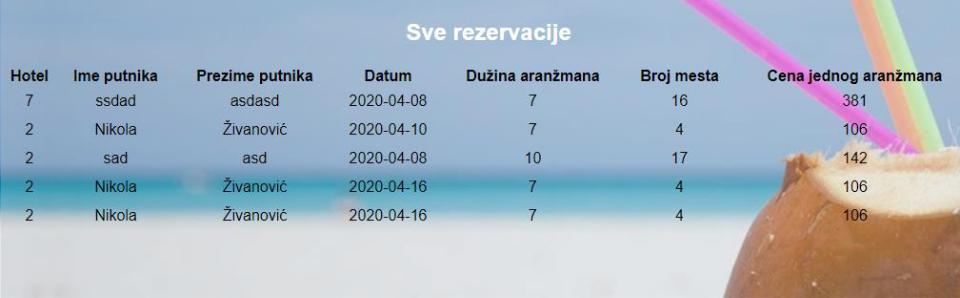 Sve rezervacije
Hotel Ime putnika Prezime putnika Datum Dužina aranžmana Broj mesta Cena jednog aranžmana
7 ssdad asdasd 2020-04-08 7 16 381
2 Nikola Živanović 2020-04-10 7 4 106
2 sad asd 2020-04-08 10 17 142
2 Nikola Živanović 2020-04-16 7 4 106
2 Nikola Živanović 2020-04-16 7 4 106